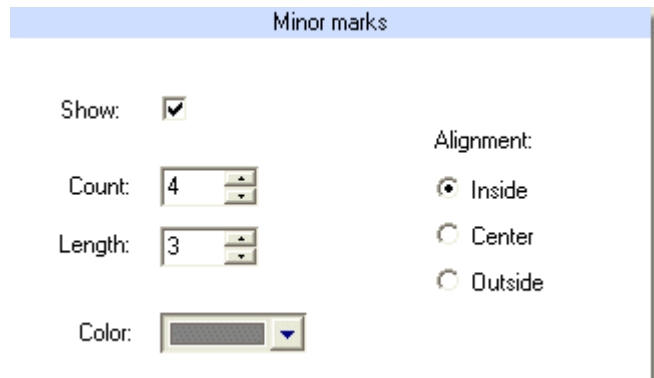 Minor marks
Show:
Alignment:
Count: 4
Inside
Length: 3
Center
Outside
Color: